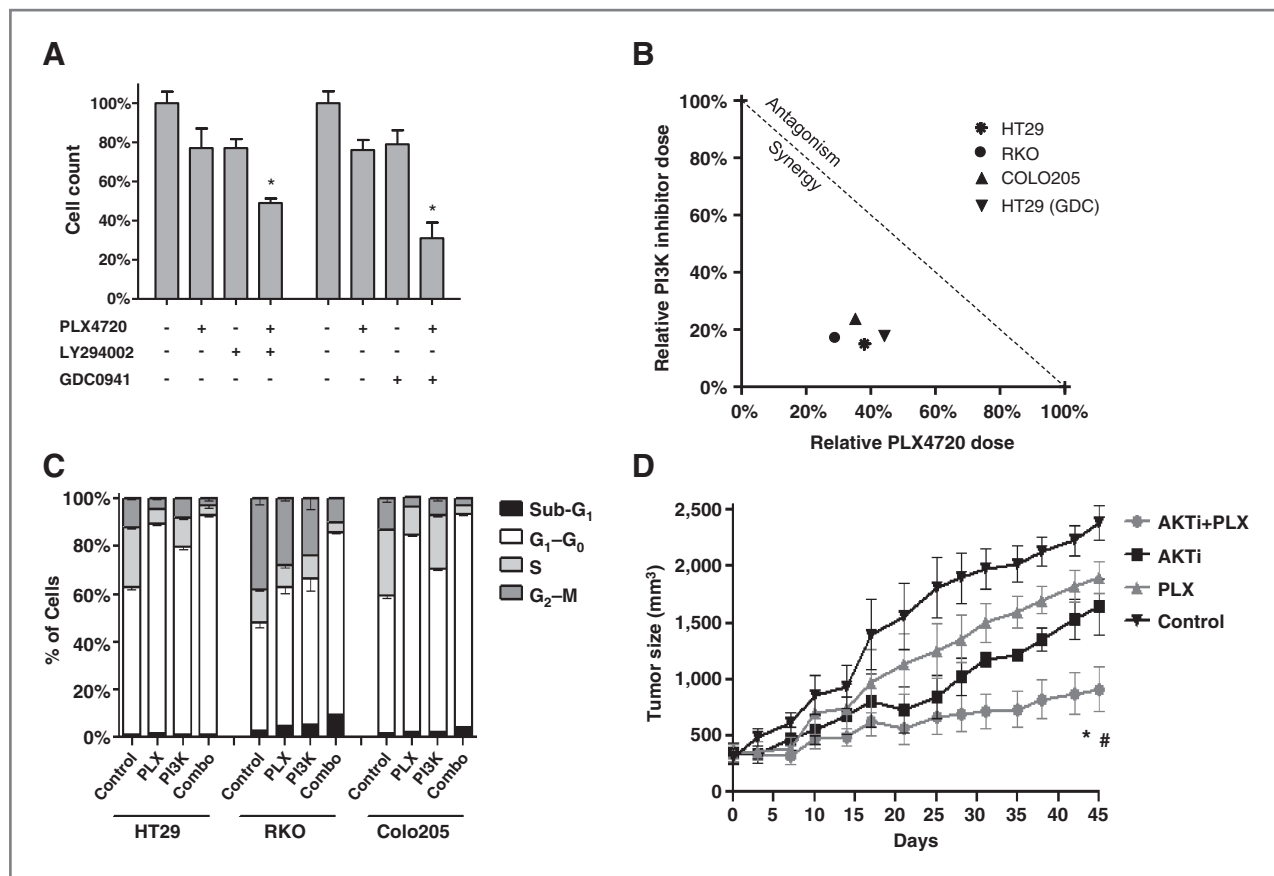 A
Cell count
100%
80%
60%
40%
20%
0%
*
*
PLX4720 - + - + - + - +
LY294002 - - + + - - - -
GDC0941 - - - - - - + +
B
Relative PI3K inhibitor dose
100%
80%
60%
40%
20%
0%
Antagonism
Synergy
HT29
RKO
COLO205
HT29 (GDC)
0% 20% 40% 60% 80% 100%
Relative PLX4720 dose
C
% of Cells
100%
80%
60%
40%
20%
0%
Sub-G1
G1–G0
S
G2–M
Control PLX PI3K Combo Control PLX PI3K Combo Control PLX PI3K Combo
HT29 RKO Colo205
D
Tumor size (mm³)
2,500
2,000
1,500
1,000
500
0
AKTi+PLX
AKTi
PLX
Control
* #
0 5 10 15 20 25 30 35 40 45
Days